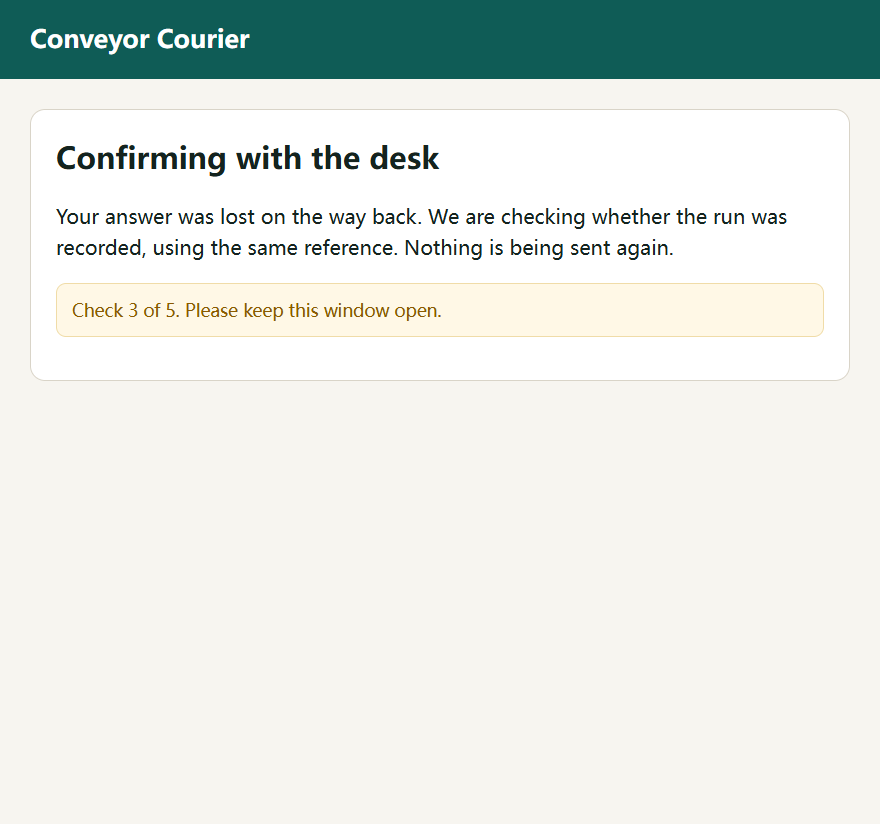 Conveyor Courier
Confirming with the desk
Your answer was lost on the way back. We are checking whether the run was
recorded, using the same reference. Nothing is being sent again.
Check 3 of 5. Please keep this window open.